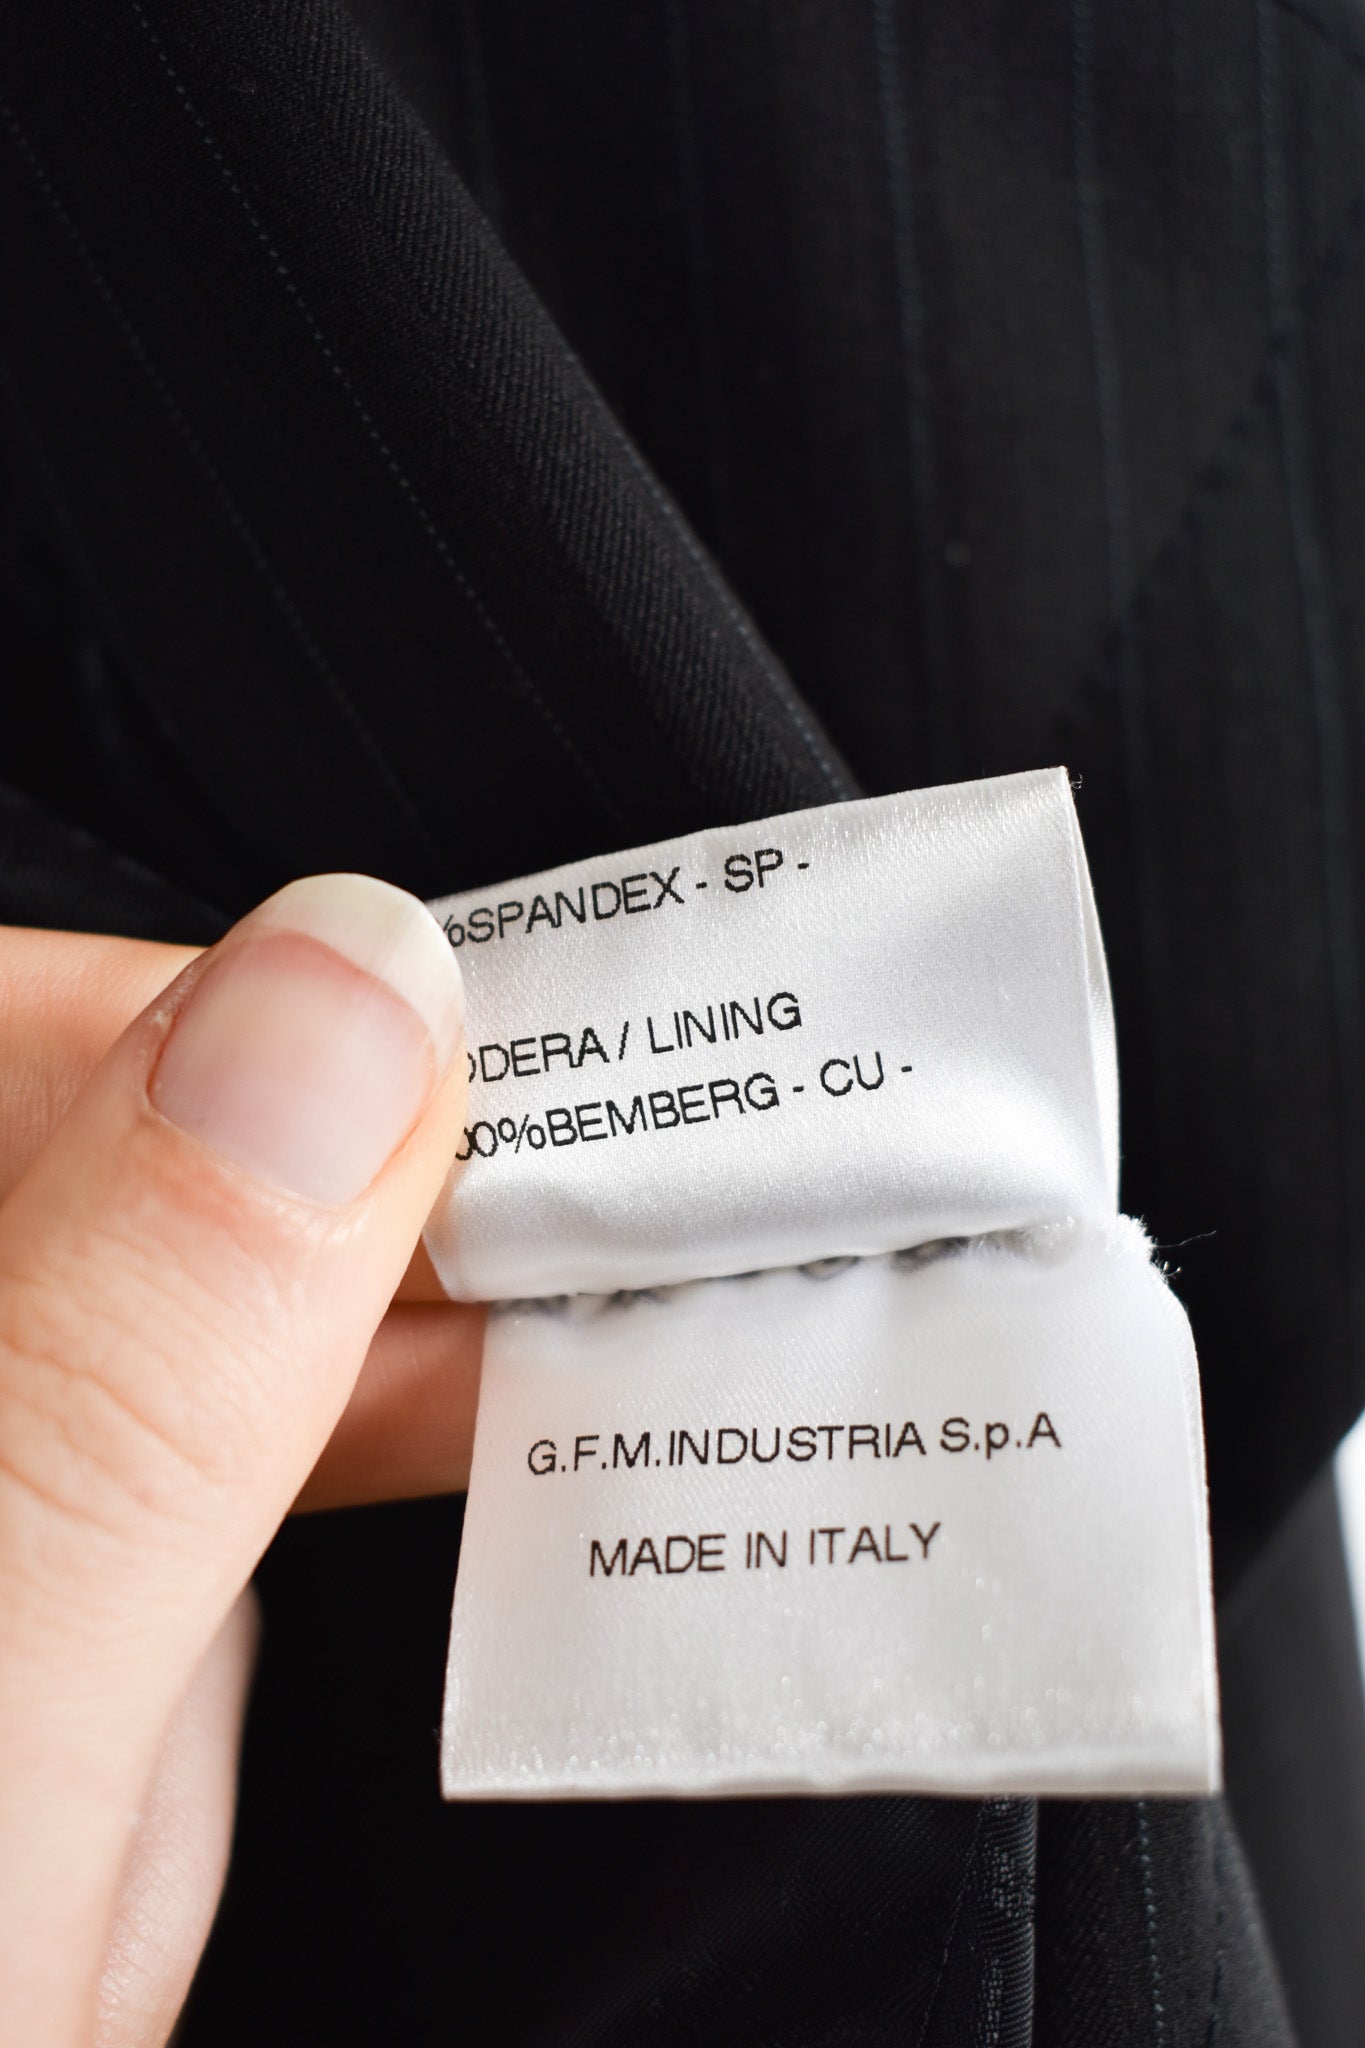 %SPANDEX - SP -
ODERA / LINING
00%BEMBERG - CU -
G.F.M.INDUSTRIA S.p.A
MADE IN ITALY